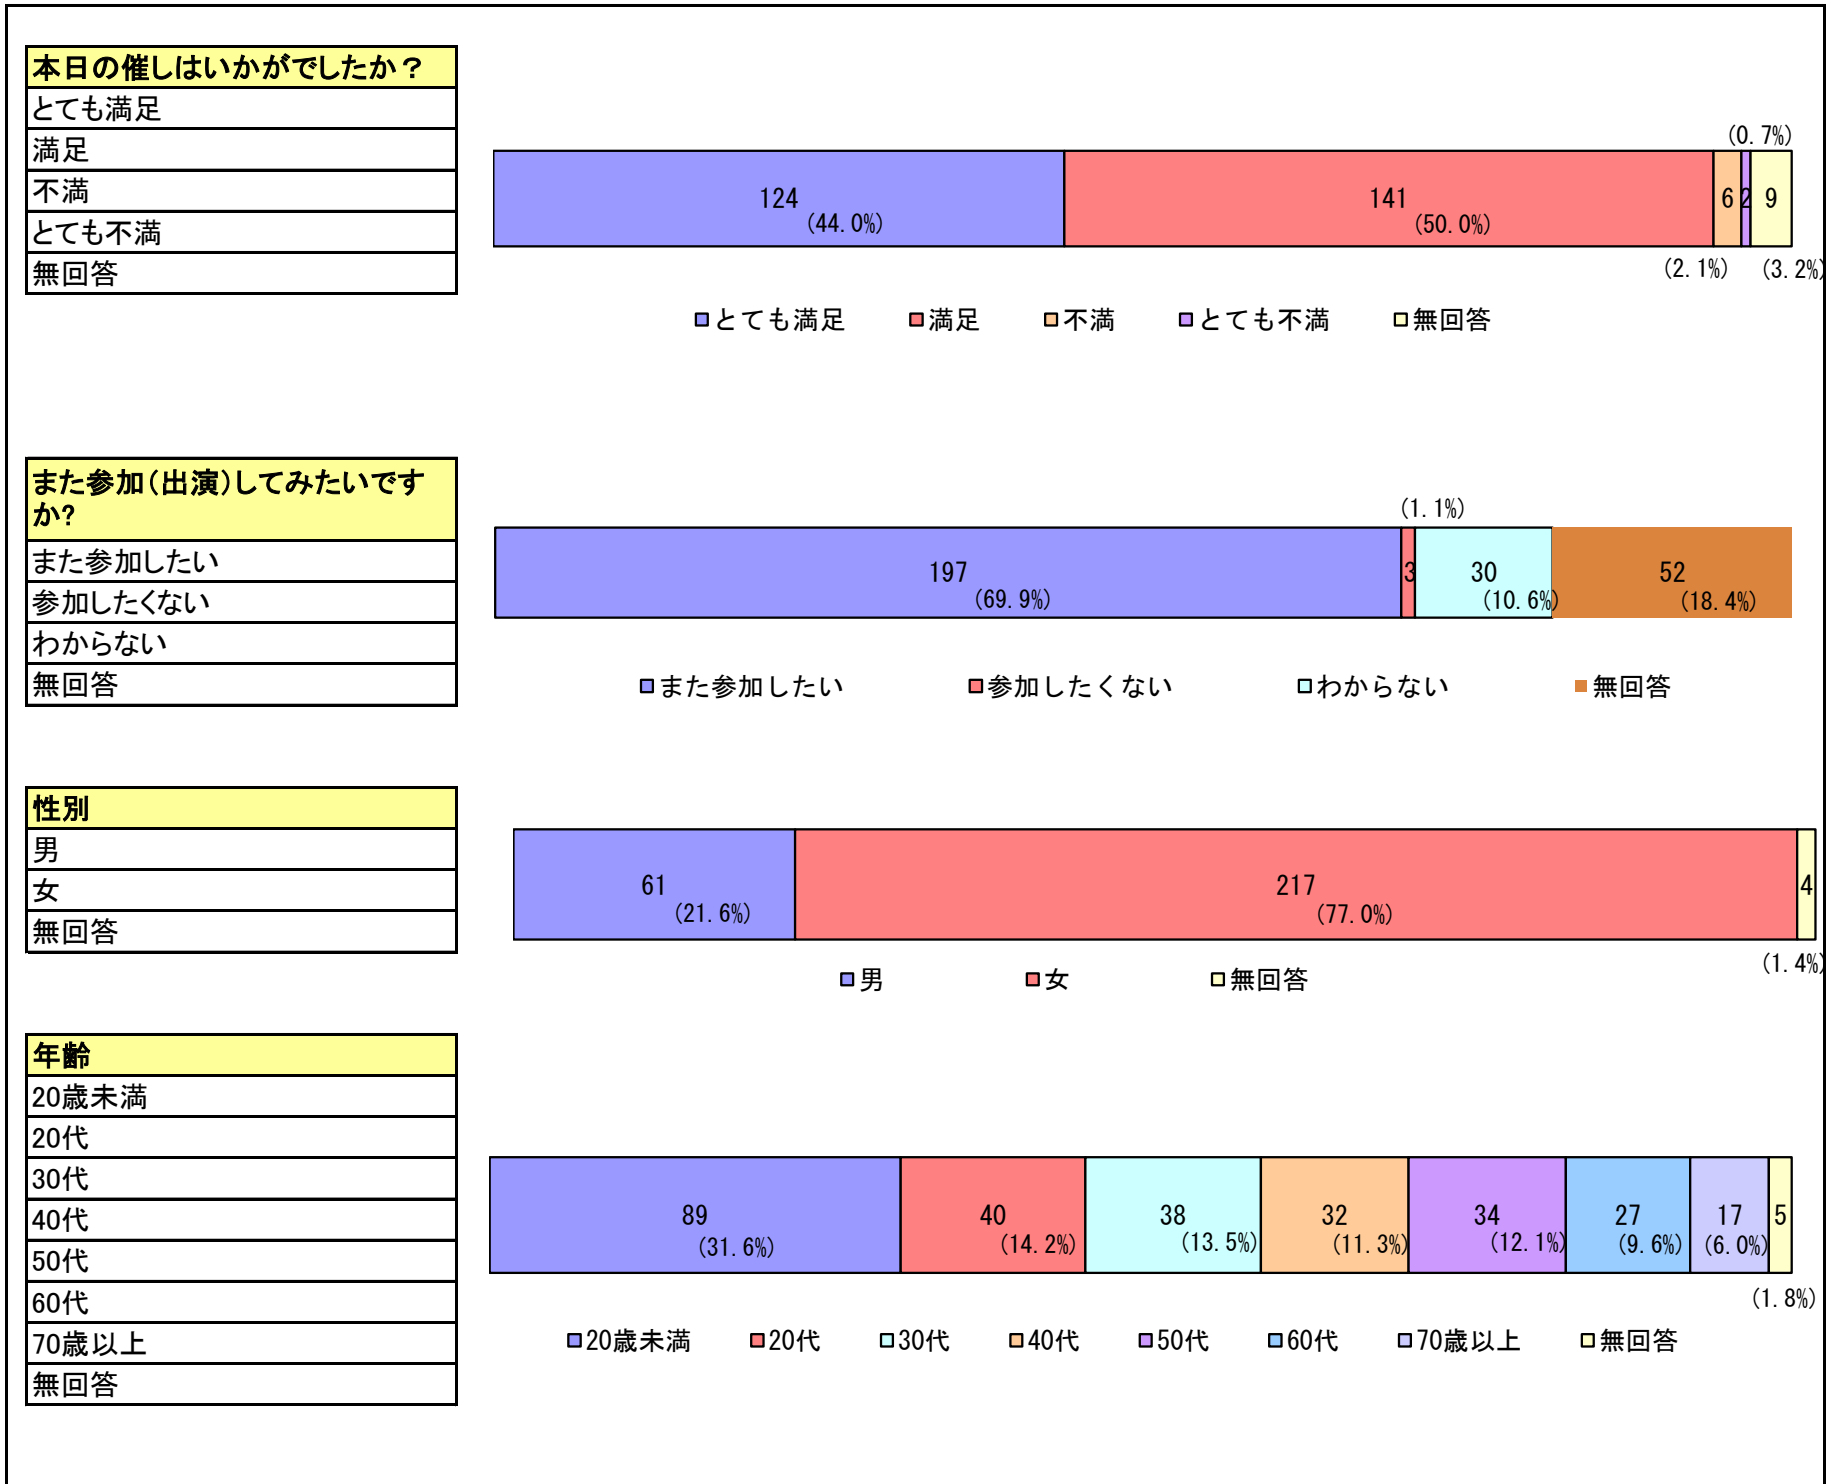 本日の催しはいかがでしたか？
とても満足
満足
不満
とても不満
無回答
(0.7%)
124
141
6
2
9
(44.0%)
(50.0%)
(2.1%)
(3.2%)
とても満足
満足
不満
とても不満
無回答
また参加(出演)してみたいです
か?
また参加したい
参加したくない
わからない
無回答
(1.1%)
197
3
30
52
(69.9%)
(10.6%)
(18.4%)
また参加したい
参加したくない
わからない
無回答
性別
男
女
無回答
61
217
4
(21.6%)
(77.0%)
(1.4%)
男
女
無回答
年齢
20歳未満
20代
30代
40代
50代
60代
70歳以上
無回答
89
40
38
32
34
27
17
5
(31.6%)
(14.2%)
(13.5%)
(11.3%)
(12.1%)
(9.6%)
(6.0%)
(1.8%)
20歳未満
20代
30代
40代
50代
60代
70歳以上
無回答